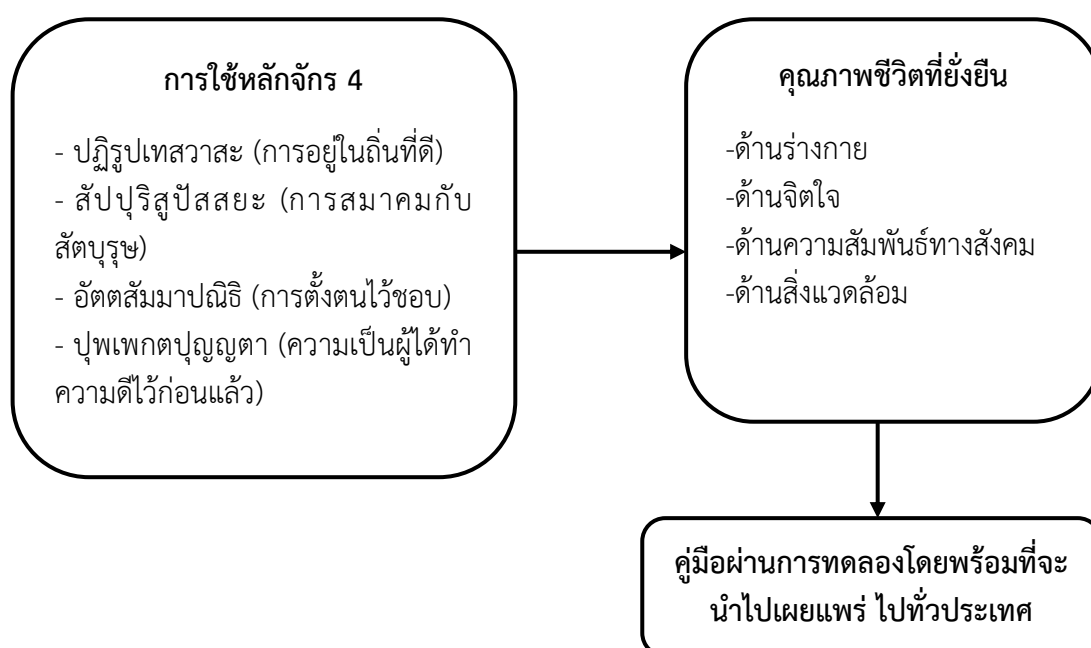 การใช้หลักจักร 4
- ปฏิรูปเทสวาสะ (การอยู่ในถิ่นที่ดี)
- สัปปุริสูปัสสยะ (การสมาคมกับ
สัตบุรุษ)
- อัตตสัมมาปณิธิ (การตั้งตนไว้ชอบ)
- ปุพเพกตปุญญตา (ความเป็นผู้ได้ทำ
ความดีไว้ก่อนแล้ว)
คุณภาพชีวิตที่ยั่งยืน
-ด้านร่างกาย
-ด้านจิตใจ
-ด้านความสัมพันธ์ทางสังคม
-ด้านสิ่งแวดล้อม
คู่มือผ่านการทดลองโดยพร้อมที่จะ
นำไปเผยแพร่ ไปทั่วประเทศ